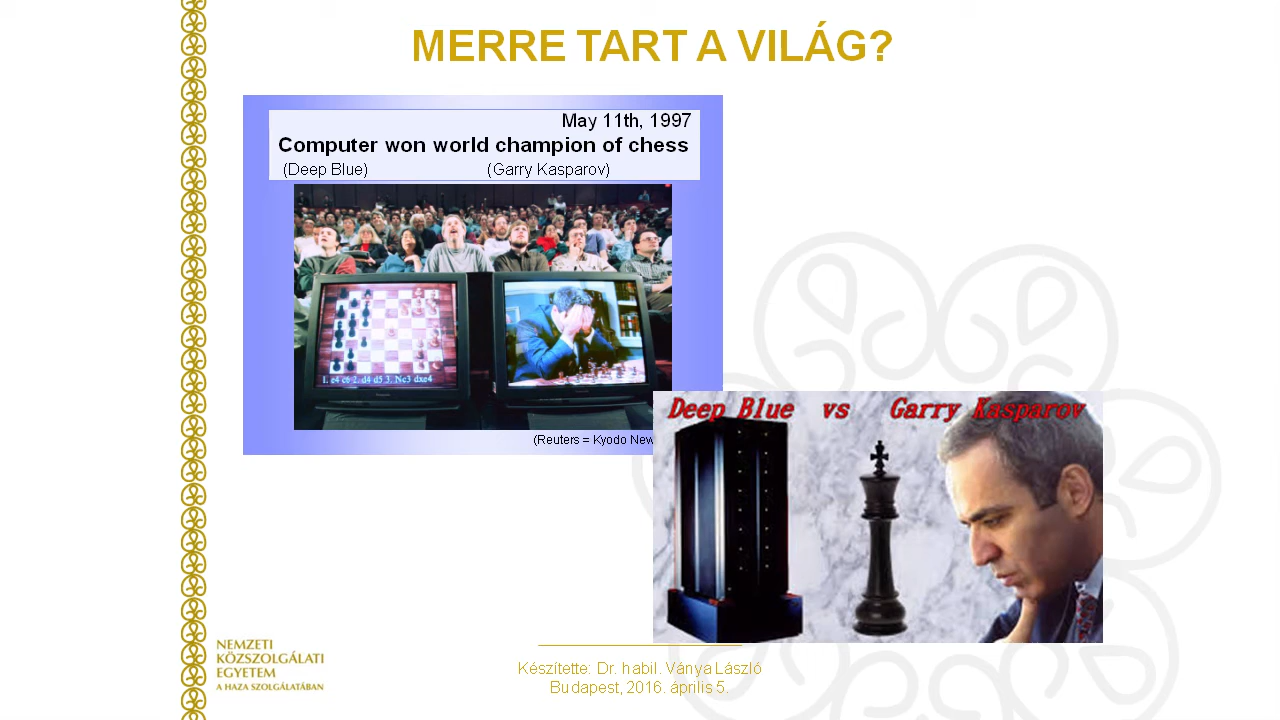 MERRE TART A VILÁG?
May 11th, 1997
Computer won world champion of chess
(Deep Blue) (Garry Kasparov)
1. e4 c6 2. d4 d5 3. Nc3 dxe4
(Reuters = Kyodo New
Deep Blue vs Garry Kasparov
NEMZETI
KÖZSZOLGÁLATI
EGYETEM
A HAZA SZOLGÁLATÁBAN
Készítette: Dr. habil. Ványa László
Budapest, 2016. április 5.